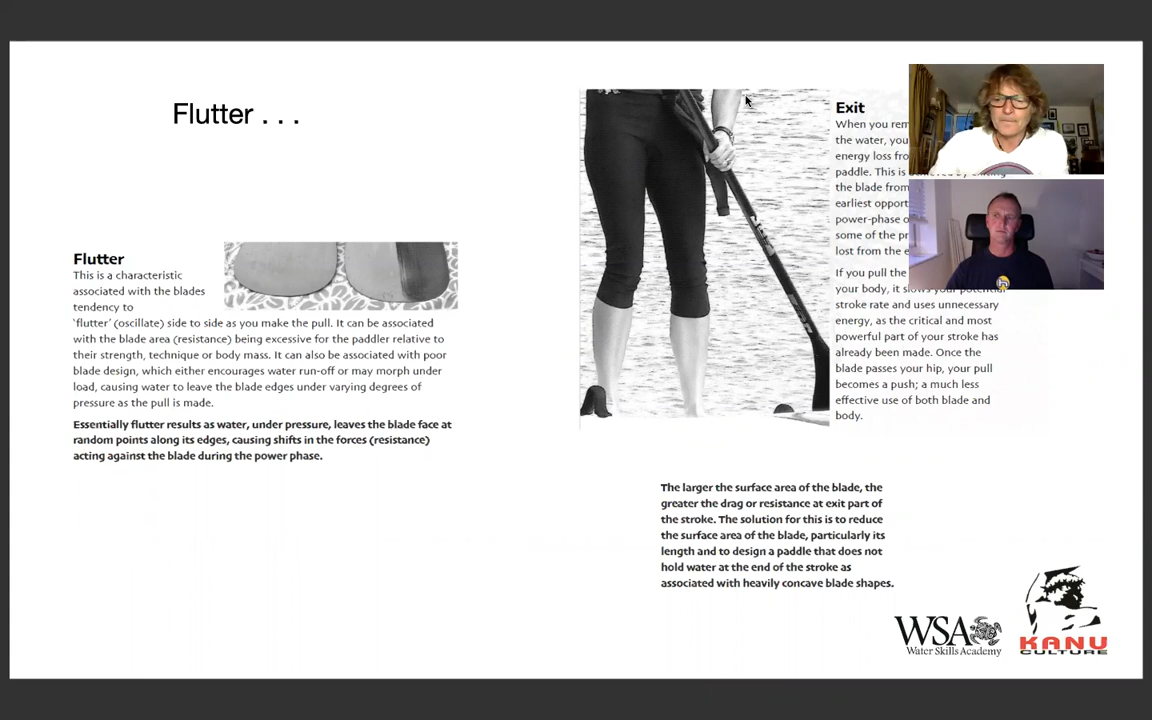 Flutter . . .
Flutter
This is a characteristic
associated with the blades
tendency to
‘flutter’ (oscillate) side to side as you make the pull. It can be associated
with the blade area (resistance) being excessive for the paddler relative to
their strength, technique or body mass. It can also be associated with poor
blade design, which either encourages water run-off or may morph under
load, causing water to leave the blade edges under varying degrees of
pressure as the pull is made.
Essentially flutter results as water, under pressure, leaves the blade face at
random points along its edges, causing shifts in the forces (resistance)
acting against the blade during the power phase.
Exit
When you rem
the water, you
energy loss fro
paddle. This is
the blade from
earliest opport
power-phase o
some of the pr
lost from the e
If you pull the
your body, it slows your potential
stroke rate and uses unnecessary
energy, as the critical and most
powerful part of your stroke has
already been made. Once the
blade passes your hip, your pull
becomes a push; a much less
effective use of both blade and
body.
The larger the surface area of the blade, the
greater the drag or resistance at exit part of
the stroke. The solution for this is to reduce
the surface area of the blade, particularly its
length and to design a paddle that does not
hold water at the end of the stroke as
associated with heavily concave blade shapes.
WSA
Water Skills Academy
KANU
CULTURE